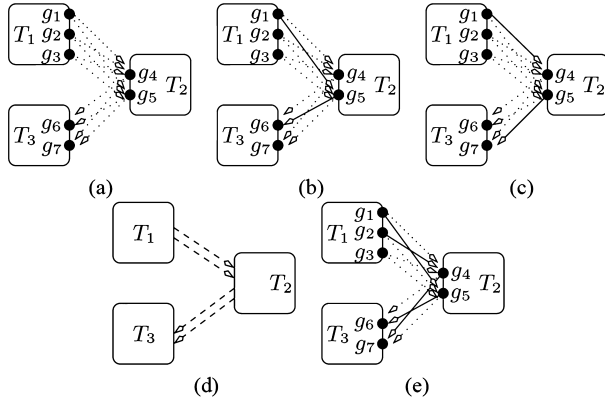 g1 g1 g1
T1 g2 T1 g2 T1 g2
g3 g3 g3
g4 T2 g4 T2 g4 T2
g5 g5 g5
T3 g6 T3 g6 T3 g6
g7 g7 g7
(a) (b) (c)
T1 T1 g1
g2
g3
T2 g4 T2
g5
T3 T3 g6
g7
(d) (e)